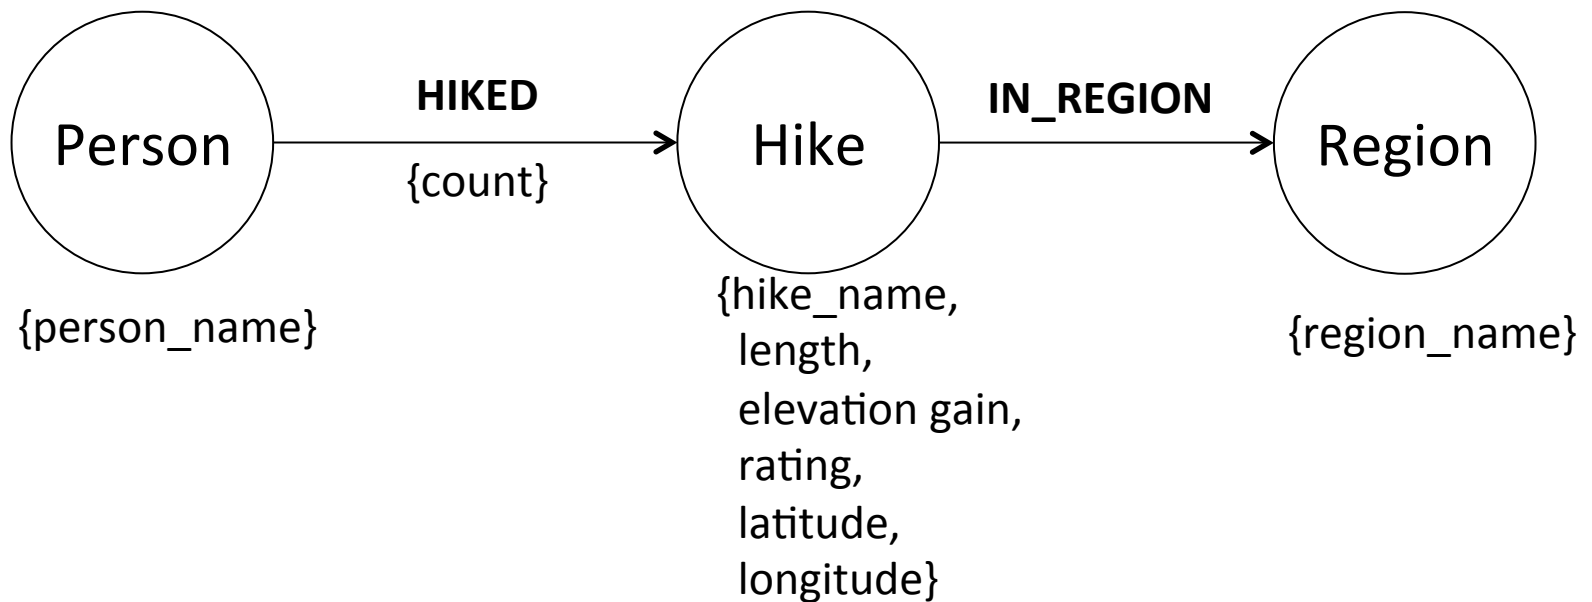 Person
HIKED
{count}
Hike
IN_REGION
Region
{person_name}
{hike_name,
length,
elevation gain,
rating,
latitude,
longitude}
{region_name}